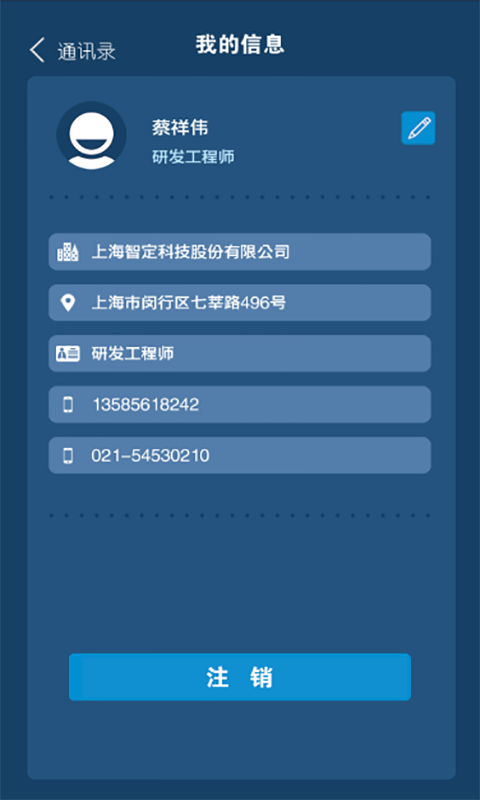 通讯录
我的信息
蔡祥伟
研发工程师
上海智定科技股份有限公司
上海市闵行区七莘路496号
研发工程师
13585618242
021-54530210
注 销